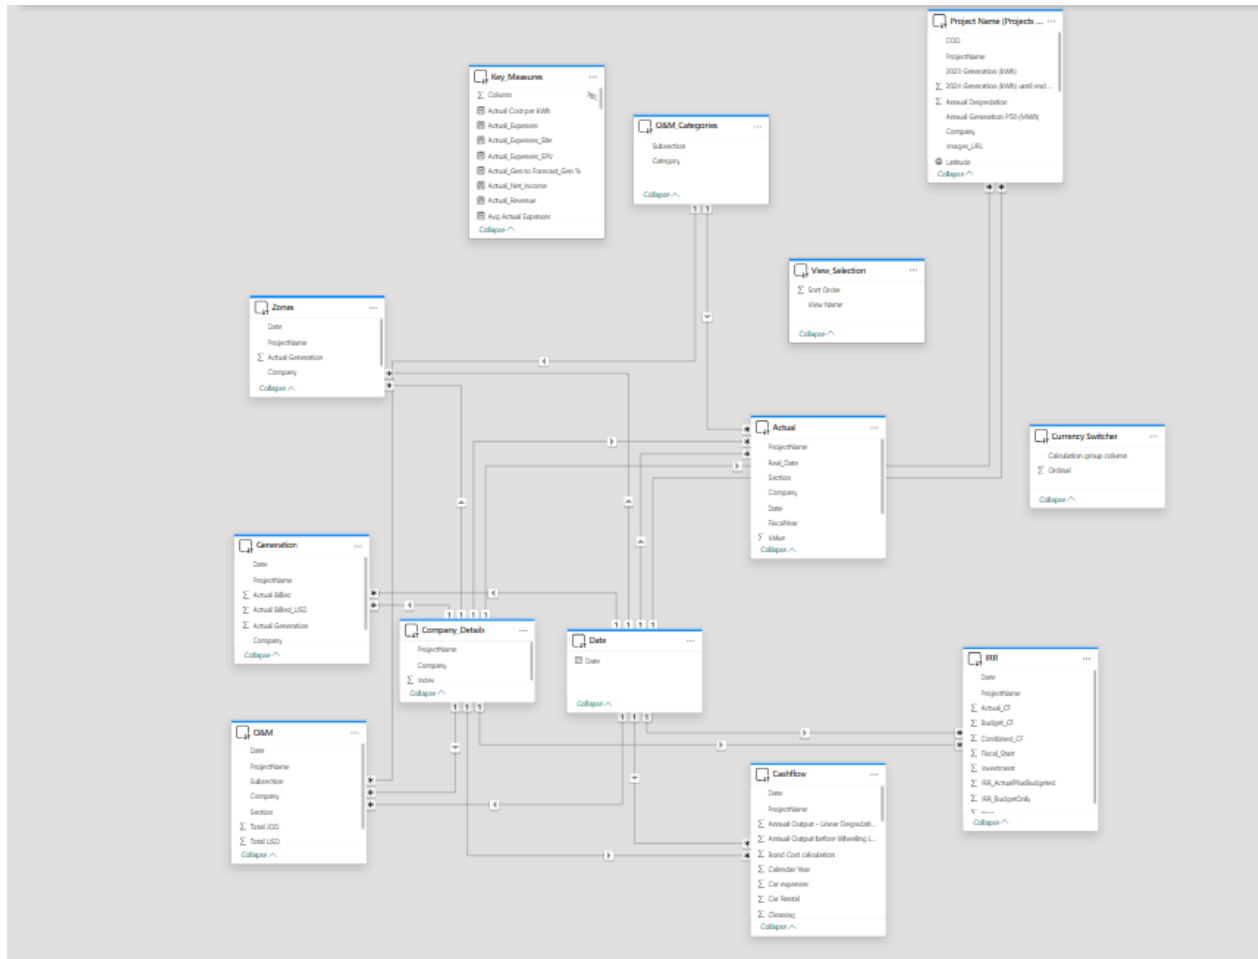 Project Name (Projects ...
COD
ProjectName
2023 Generation (kWh)
2024 Generation (kWh) until end ...
Annual Degredation
Annual Generation P50 (MWh)
Company
Images_URL
Latitude
Collapse
Key_Measures
Column
Actual Cost per kWh
Actual_Expenses
Actual_Expenses_Site
Actual_Expenses_SPV
Actual_Gen to Forecast_Gen %
Actual_Net_Income
Actual_Revenue
Avg Actual Expenses
Collapse
O&M_Categories
Subsection
Category
Collapse
View_Selection
Sort Order
View Name
Collapse
Zones
Date
ProjectName
Actual Generation
Company
Collapse
Actual
ProjectName
Real_Date
Section
Company
Date
FiscalYear
Value
Collapse
Currency Switcher
Calculation group column
Ordinal
Collapse
Generation
Date
ProjectName
Actual Billed
Actual Billed_USD
Actual Generation
Company
Collapse
Company_Details
ProjectName
Company
Index
Collapse
Date
Date
Collapse
IRR
Date
ProjectName
Actual_CF
Budget_CF
Combined_CF
Fiscal_Start
Investment
IRR_ActualPlusBudgeted
IRR_BudgetOnly
Collapse
O&M
Date
ProjectName
Subsection
Company
Section
Total JOD
Total USD
Collapse
Cashflow
Date
ProjectName
Annual Output - Linear Degradati...
Annual Output before Wheeling L...
Bond Cost calculation
Calendar Year
Car expenses
Car Rental
Cleaning
Collapse